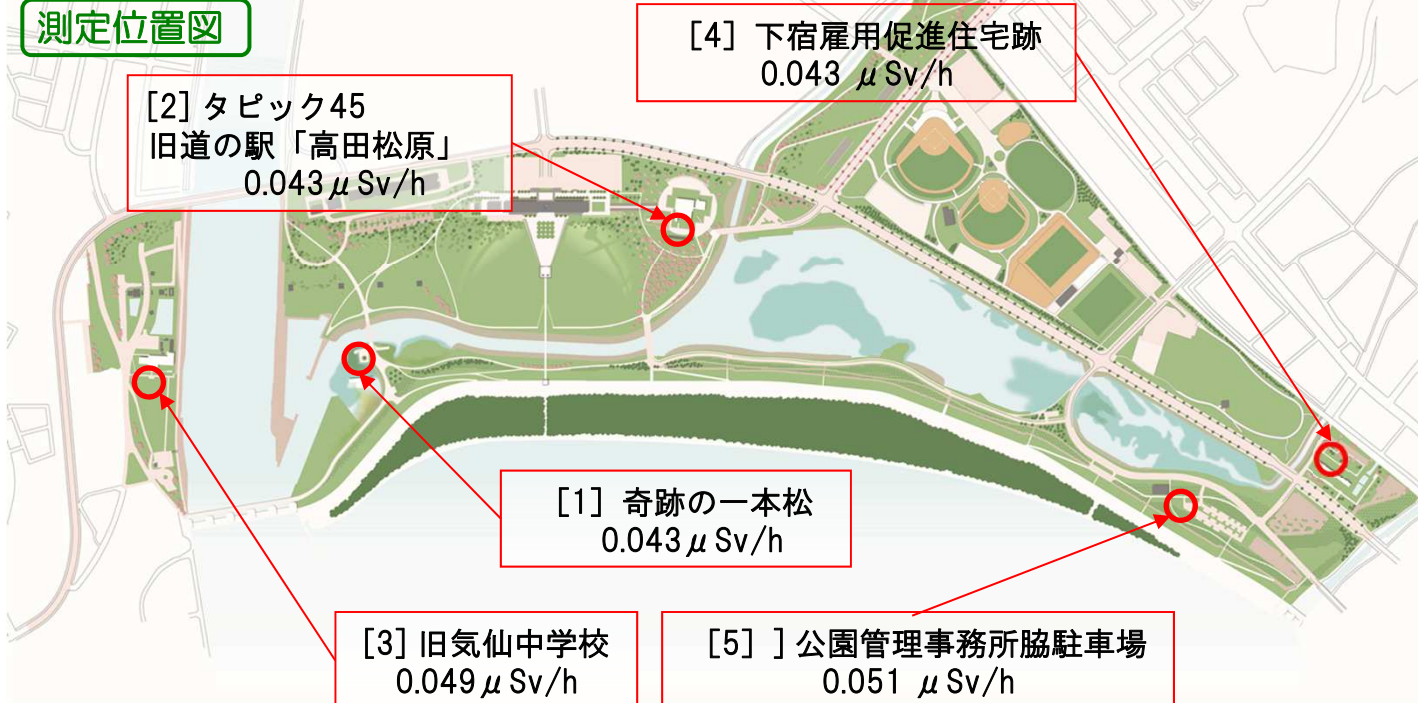 測定位置図
[4] 下宿雇用促進住宅跡
0.043 μSv/h
[2] タピック45
旧道の駅「高田松原」
0.043μSv/h
[1] 奇跡の一本松
0.043μSv/h
[3] 旧気仙中学校
0.049μSv/h
[5] ] 公園管理事務所脇駐車場
0.051 μSv/h